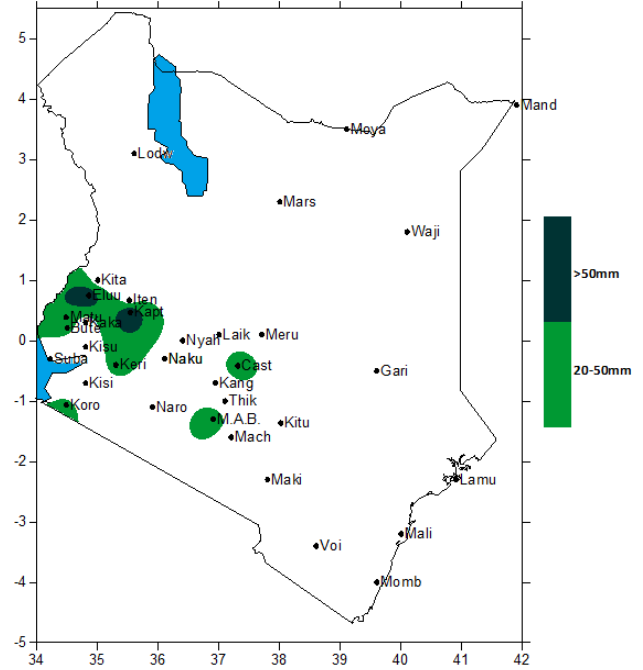 5
4
Mand
Moya
Lodw
3
Mars
2
Waji
>50mm
1
Kita
Eluu
Iten
Kapt
Matu
Kaka
Bute
0
Nyah
Laik
Meru
Kisu
Suba
Keri
Naku
Cast
Gari
20-50mm
Kisi
Kang
-1
Koro
Naro
Thik
M.A.B.
Kitu
Mach
-2
Maki
Lamu
-3
Voi
Mali
-4
Momb
-5
34 35 36 37 38 39 40 41 42